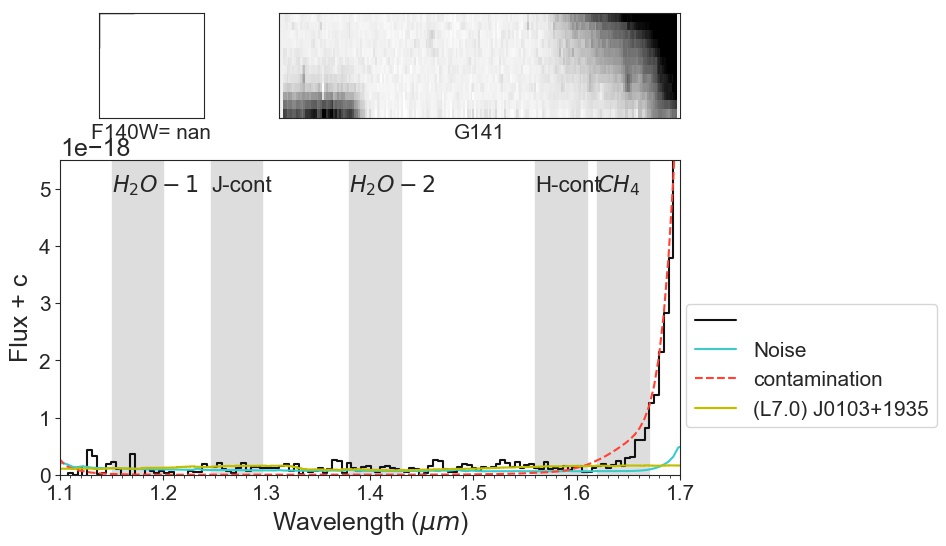 F140W= nan
G141
1e−18
H₂O − 1 J-cont H₂O − 2 H-cont CH₄
5
4
3
2
1
0
Flux + c
1.1 1.2 1.3 1.4 1.5 1.6 1.7
Wavelength (μm)
Noise
contamination
(L7.0) J0103+1935